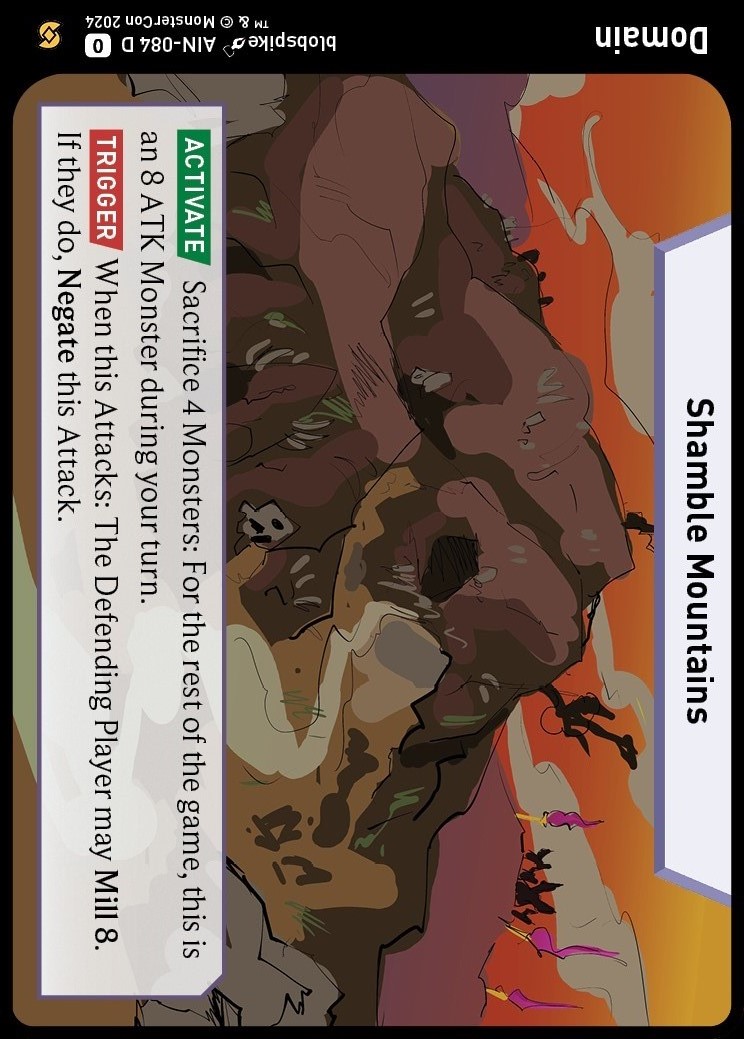 Shamble Mountains
ACTIVATE Sacrifice 4 Monsters: For the rest of the game, this is
an 8 ATK Monster during your turn.
TRIGGER When this Attacks: The Defending Player may Mill 8.
If they do, Negate this Attack.
Domain
blobspike AIN-084 D 0
™ & © MonsterCon 2024